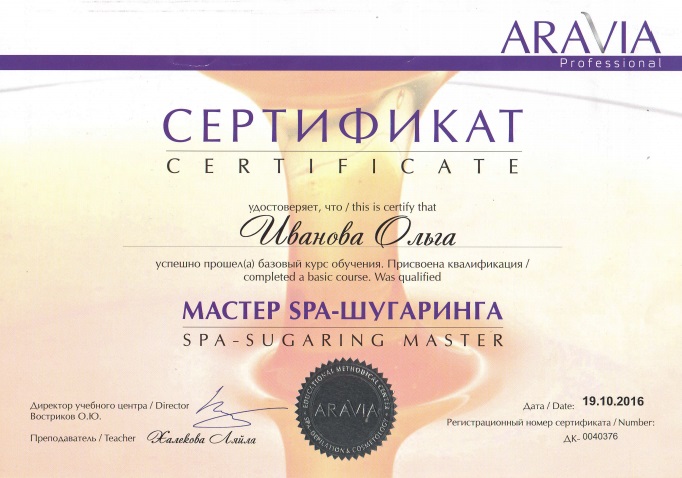 ARAVIA
Professional
СЕРТИФИКАТ
CERTIFICATE
удостоверяет, что / this is certify that
Иванова Ольга
успешно прошел(а) базовый курс обучения. Присвоена квалификация /
completed a basic course. Was qualified
МАСТЕР SPA-ШУГАРИНГА
SPA-SUGARING MASTER
EDUCATIONAL METHODICAL CENTER
ARAVIA
DEPILATION & COSMETOLOGY
Директор учебного центра / Director
Востриков О.Ю.
Преподаватель / Teacher Халекова Ляйла
Дата / Date: 19.10.2016
Регистрационный номер сертификата / Number:
ДК- 0040376